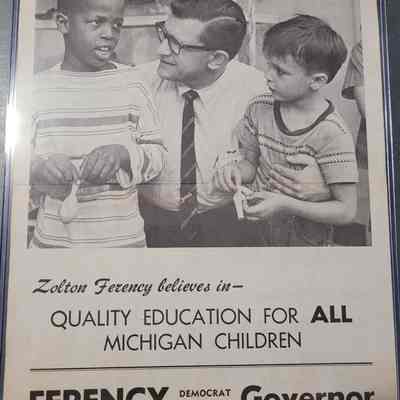 Zolton Ferency believes in—
QUALITY EDUCATION FOR ALL
MICHIGAN CHILDREN
FERENCY DEMOCRAT Governor